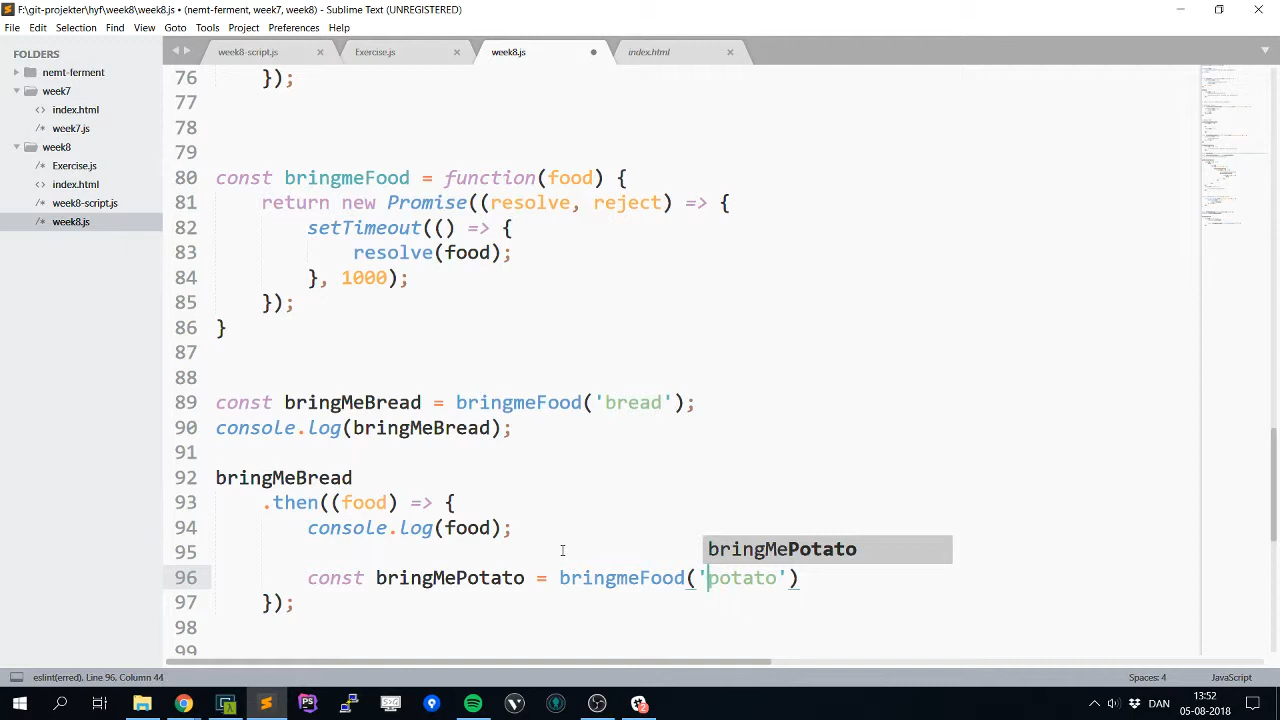 F:\git-projekter\hyf\week8\week8.js • (nemt-ferment, week7, week8) - Sublime Text (UNREGISTERED)
File Edit Selection Find View Goto Tools Project Preferences Help
FOLDERS
nemt-ferment
week7
index.html
week7.js
week8
Exercise.js
index.html
week8-script.js
week8.js
week8-script.js Exercise.js week8.js index.html
76 });
77
78
79
80 const bringmeFood = function(food) {
81 return new Promise((resolve, reject) => {
82 setTimeout(() => {
83 resolve(food);
84 }, 1000);
85 });
86 }
87
88
89 const bringMeBread = bringmeFood('bread');
90 console.log(bringMeBread);
91
92 bringMeBread
93 .then((food) => {
94 console.log(food);
95
bringMePotato
96 const bringMePotato = bringmeFood('potato')
97 });
98
99
eslint(erred), Line 96, Column 44 Spaces: 4 JavaScript
DAN 13:52
05-08-2018